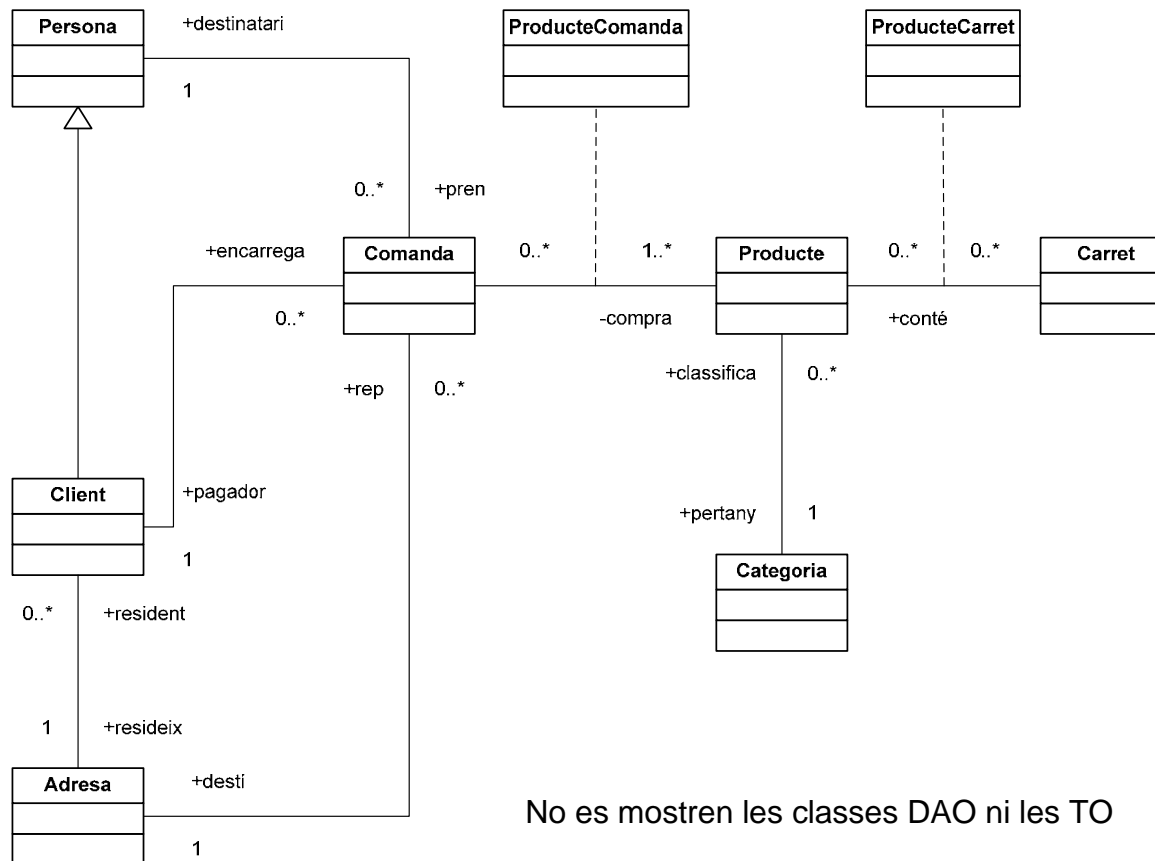 Persona
+destinatari
ProducteComanda
ProducteCarret
1
0..*
+pren
+encarrega
Comanda
0..*
1..*
Producte
0..*
0..*
Carret
0..*
-compra
+conté
+rep
0..*
+classifica
0..*
Client
+pagador
+pertany
1
1
Categoria
0..*
+resident
1
+resideix
Adresa
+destí
No es mostren les classes DAO ni les TO
1